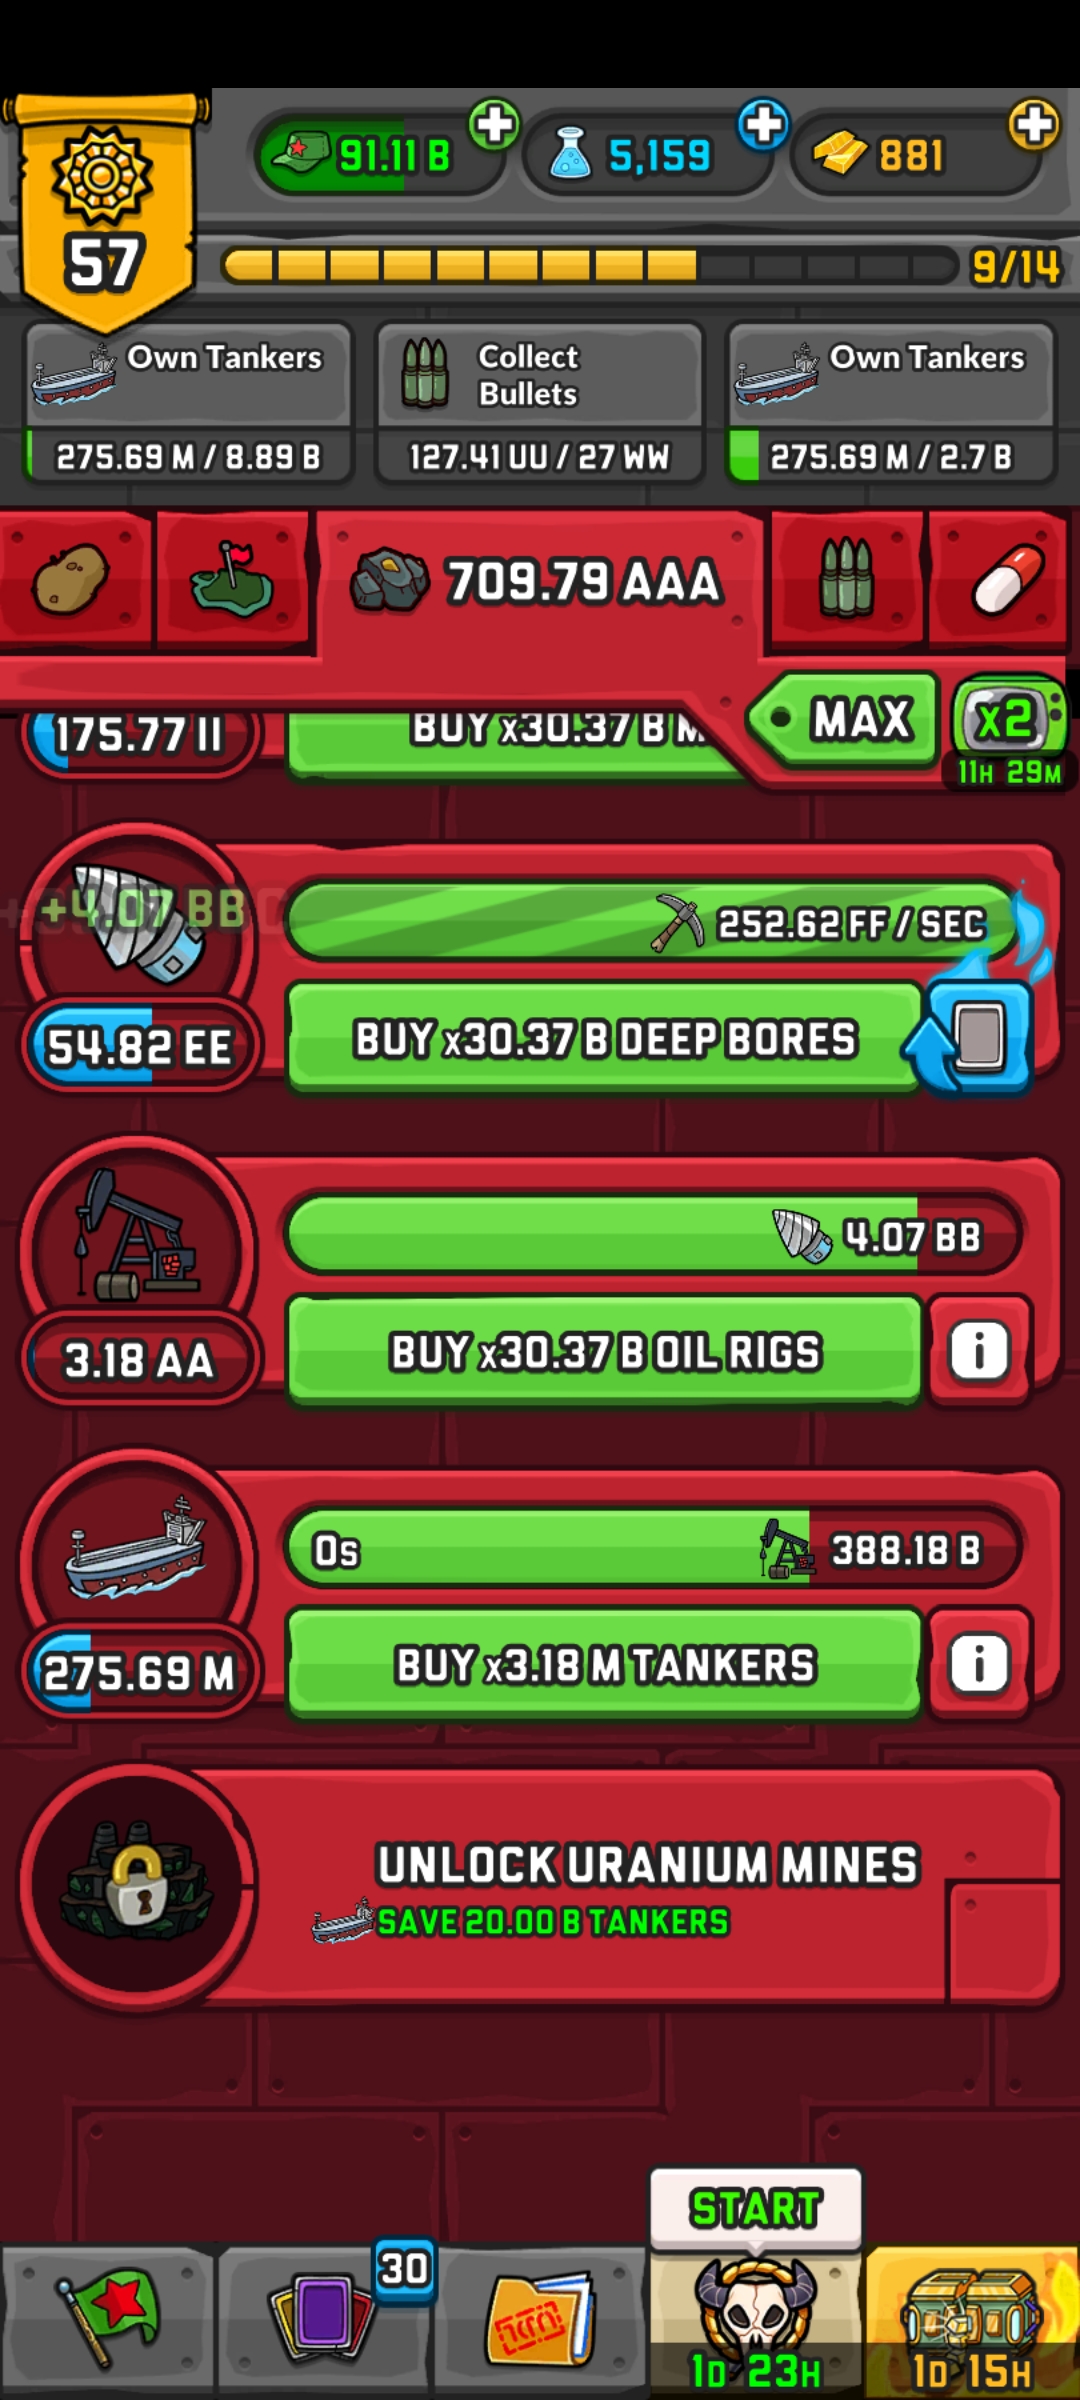 91.11 B
5,159
881
57
9/14
Own Tankers
275.69 M / 8.89 B
Collect
Bullets
127.41 UU / 27 WW
Own Tankers
275.69 M / 2.7 B
709.79 AAA
MAX
x2
11H 29M
175.77 II
BUY x30.37 B M
+4.07 BB
252.62 FF / SEC
54.82 EE
BUY x30.37 B DEEP BORES
4.07 BB
3.18 AA
BUY x30.37 B OIL RIGS
i
0s
388.18 B
275.69 M
BUY x3.18 M TANKERS
i
UNLOCK URANIUM MINES
SAVE 20.00 B TANKERS
START
30
1D 23H
1D 15H